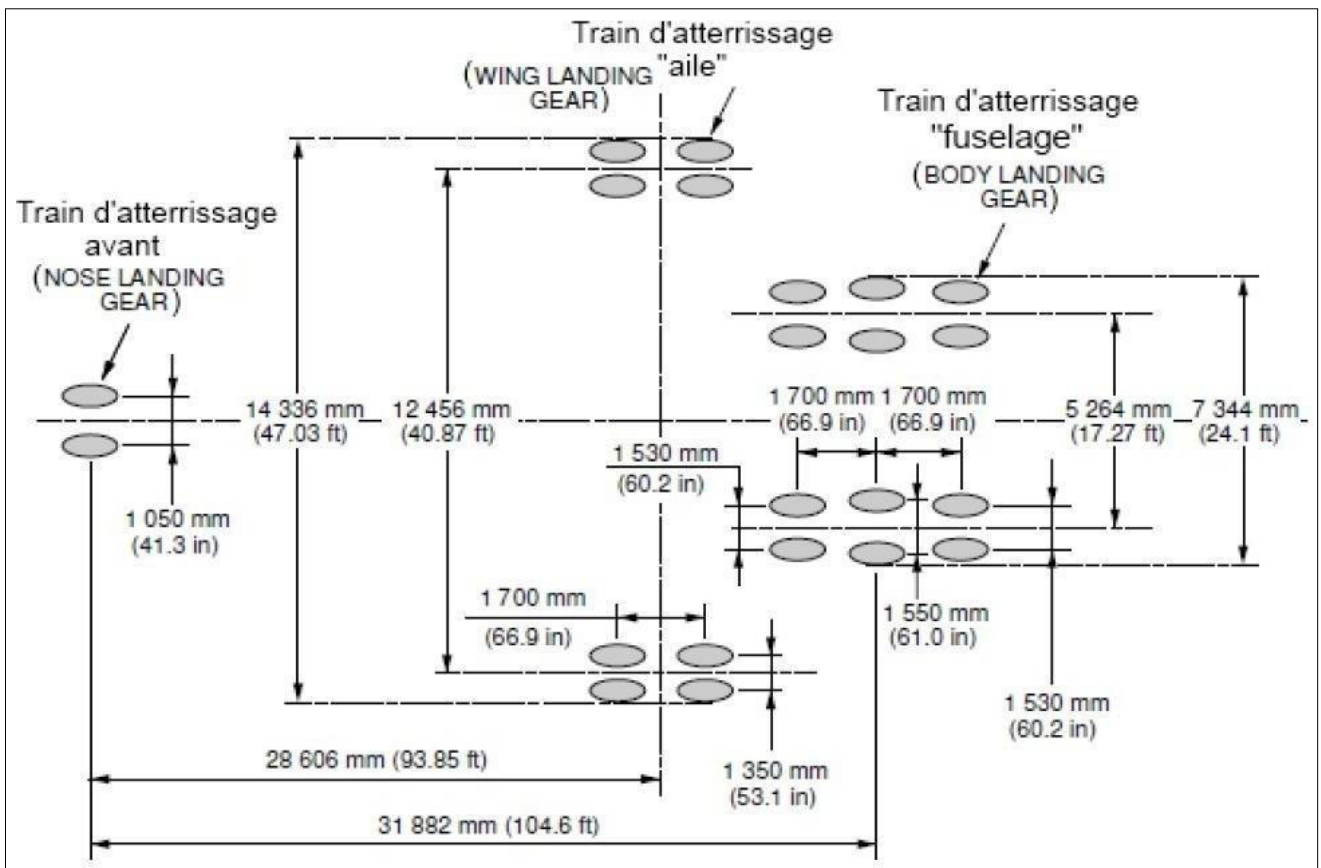 Train d'atterrissage
"aile"
(WING LANDING
GEAR)
Train d'atterrissage
"fuselage"
(BODY LANDING
GEAR)
Train d'atterrissage
avant
(NOSE LANDING
GEAR)
14 336 mm
(47.03 ft)
12 456 mm
(40.87 ft)
1 700 mm
(66.9 in)
1 700 mm
(66.9 in)
5 264 mm
(17.27 ft)
7 344 mm
(24.1 ft)
1 530 mm
(60.2 in)
1 050 mm
(41.3 in)
1 700 mm
(66.9 in)
1 550 mm
(61.0 in)
1 530 mm
(60.2 in)
28 606 mm (93.85 ft)
1 350 mm
(53.1 in)
31 882 mm (104.6 ft)